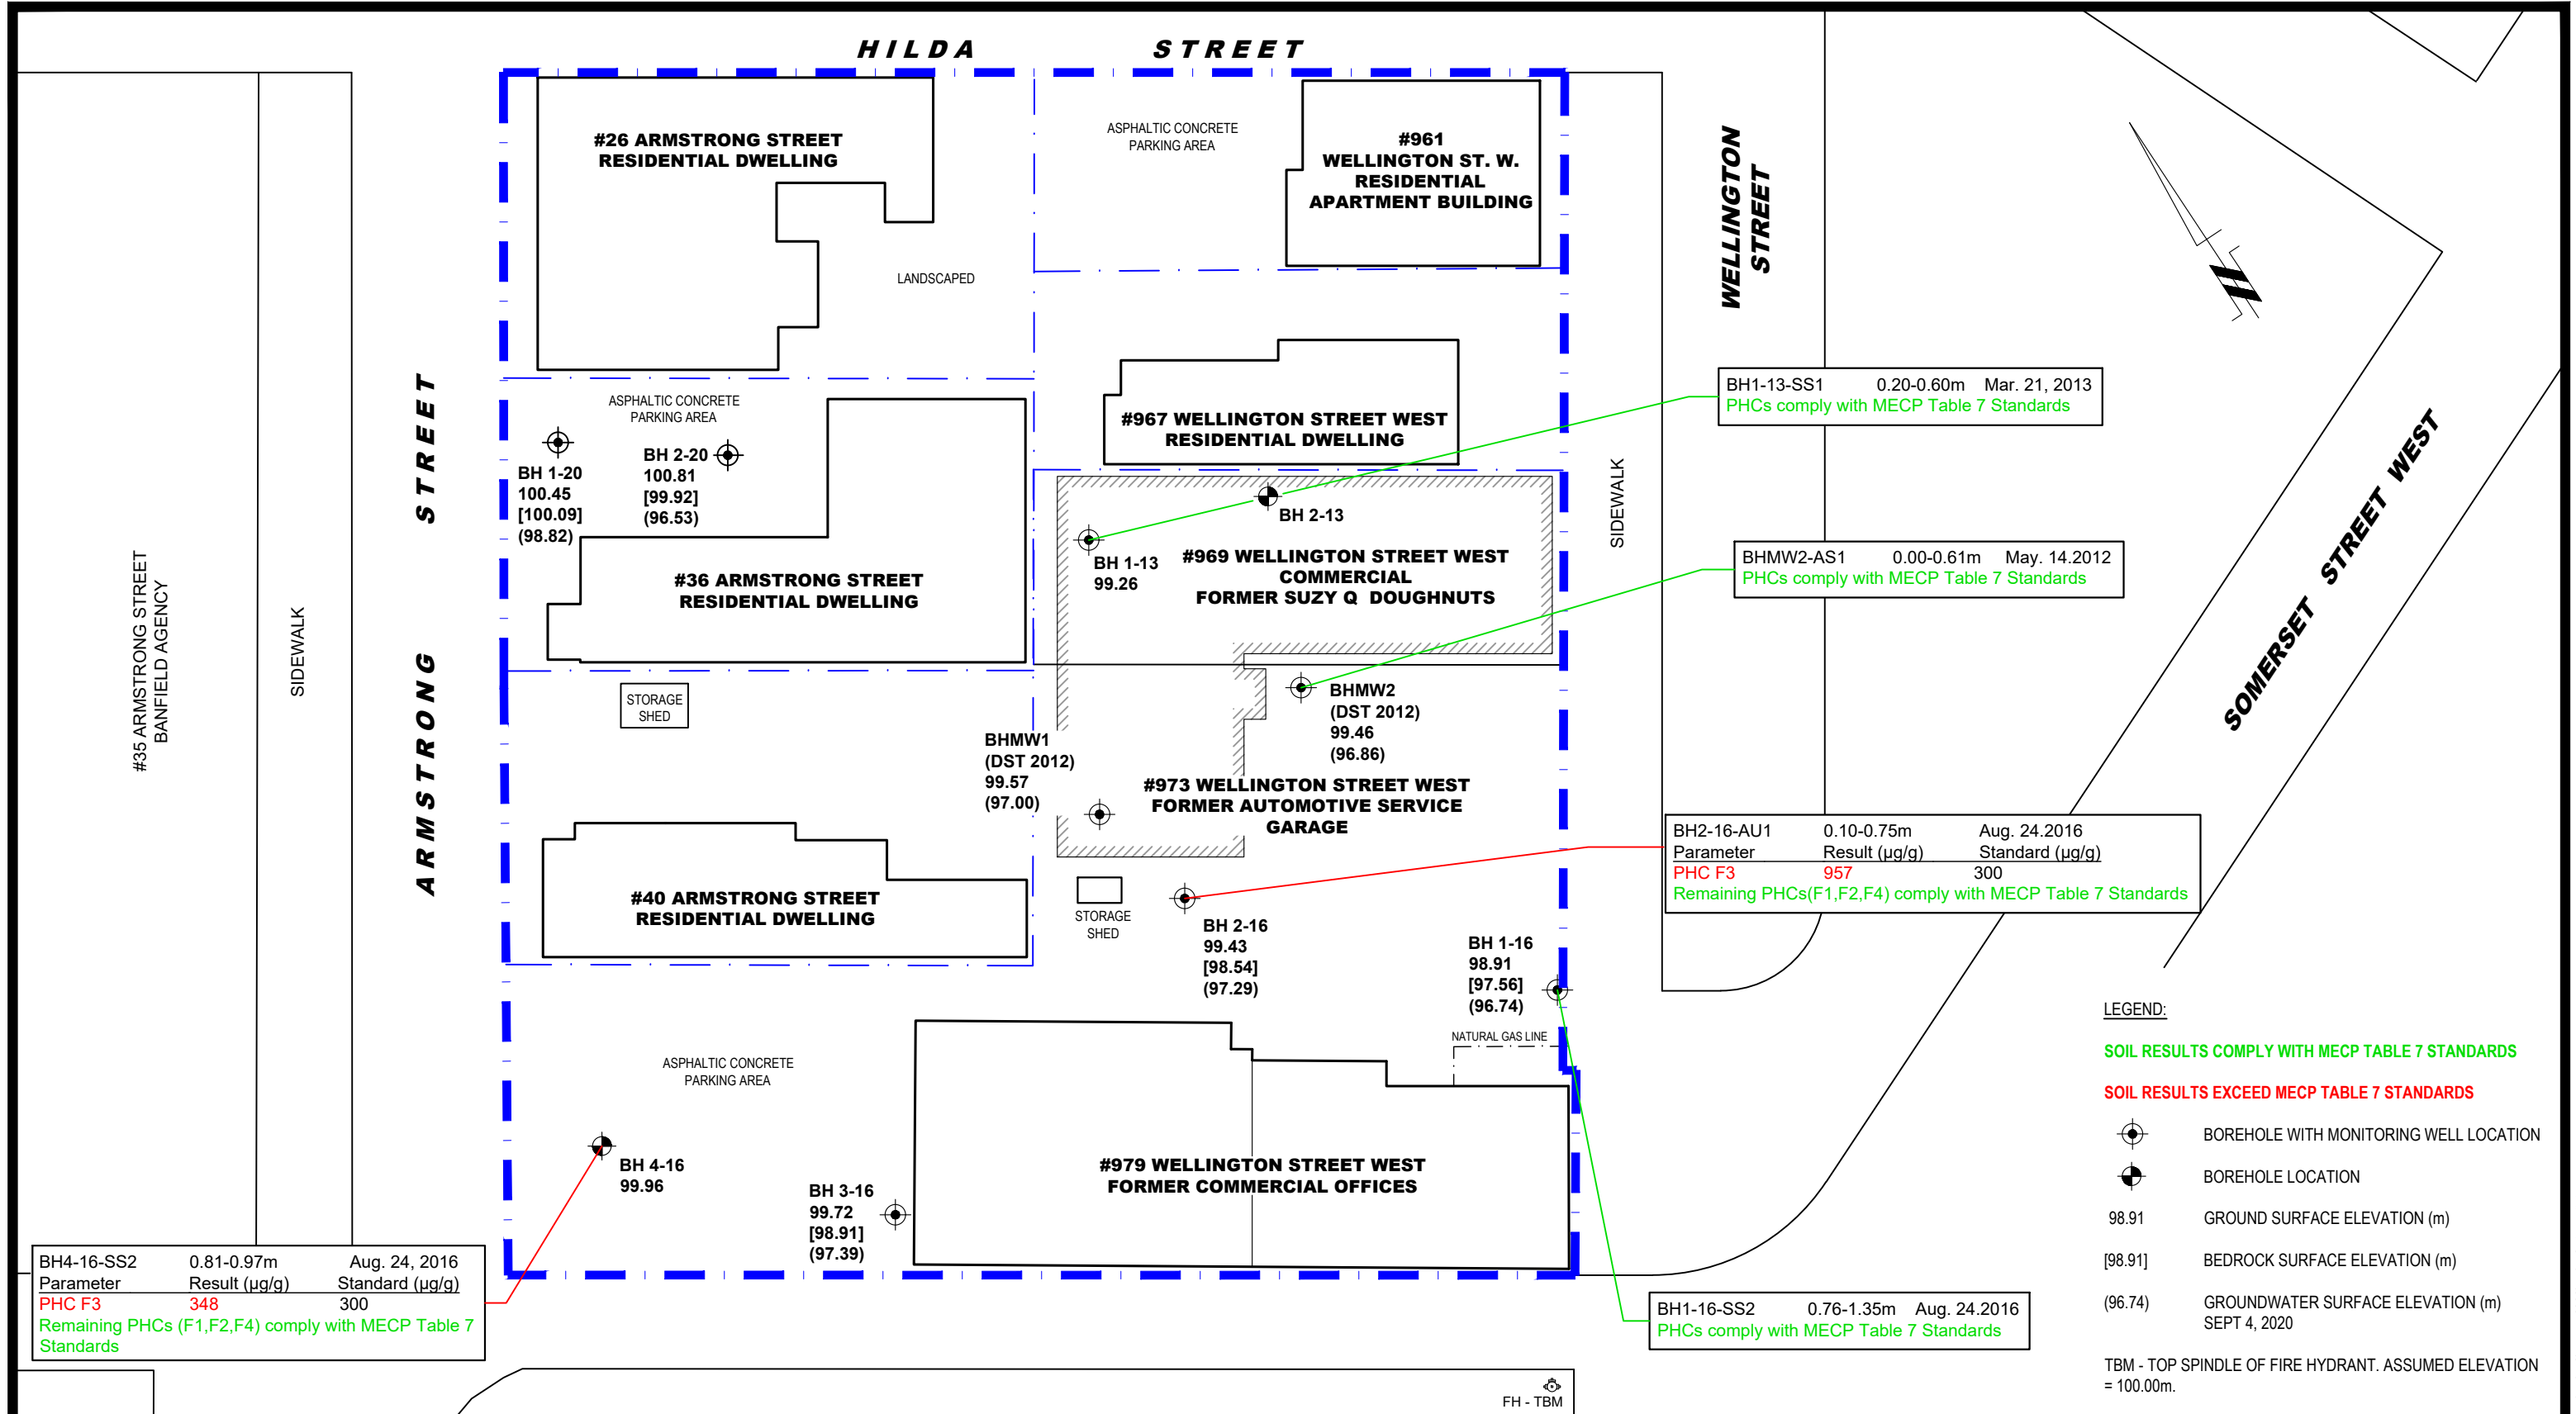 HILDA STREET
#26 ARMSTRONG STREET
RESIDENTIAL DWELLING
ASPHALTIC CONCRETE
PARKING AREA
#961
WELLINGTON ST. W.
RESIDENTIAL
APARTMENT BUILDING
WELLINGTON
STREET
LANDSCAPED
ASPHALTIC CONCRETE
PARKING AREA
BH 1-20
100.45
[100.09]
(98.82)
BH 2-20
100.81
[99.92]
(96.53)
#967 WELLINGTON STREET WEST
RESIDENTIAL DWELLING
BH1-13-SS1 0.20-0.60m Mar. 21, 2013
PHCs comply with MECP Table 7 Standards
ARMSTRONG STREET
#35 ARMSTRONG STREET
BANFIELD AGENCY
SIDEWALK
SIDEWALK
SOMERSET STREET WEST
BH 2-13
BH 1-13
99.26
#969 WELLINGTON STREET WEST
COMMERCIAL
FORMER SUZY Q DOUGHNUTS
BHMW2-AS1 0.00-0.61m May. 14.2012
PHCs comply with MECP Table 7 Standards
#36 ARMSTRONG STREET
RESIDENTIAL DWELLING
STORAGE
SHED
BHMW2
(DST 2012)
99.46
(96.86)
BHMW1
(DST 2012)
99.57
(97.00)
#973 WELLINGTON STREET WEST
FORMER AUTOMOTIVE SERVICE
GARAGE
BH2-16-AU1 0.10-0.75m Aug. 24.2016
Parameter Result (µg/g) Standard (µg/g)
PHC F3 957 300
Remaining PHCs(F1,F2,F4) comply with MECP Table 7 Standards
#40 ARMSTRONG STREET
RESIDENTIAL DWELLING
STORAGE
SHED
BH 2-16
99.43
[98.54]
(97.29)
BH 1-16
98.91
[97.56]
(96.74)
NATURAL GAS LINE
ASPHALTIC CONCRETE
PARKING AREA
BH 4-16
99.96
BH 3-16
99.72
[98.91]
(97.39)
#979 WELLINGTON STREET WEST
FORMER COMMERCIAL OFFICES
BH4-16-SS2 0.81-0.97m Aug. 24, 2016
Parameter Result (µg/g) Standard (µg/g)
PHC F3 348 300
Remaining PHCs (F1,F2,F4) comply with MECP Table 7
Standards
BH1-16-SS2 0.76-1.35m Aug. 24.2016
PHCs comply with MECP Table 7 Standards
FH - TBM
LEGEND:
SOIL RESULTS COMPLY WITH MECP TABLE 7 STANDARDS
SOIL RESULTS EXCEED MECP TABLE 7 STANDARDS
BOREHOLE WITH MONITORING WELL LOCATION
BOREHOLE LOCATION
98.91 GROUND SURFACE ELEVATION (m)
[98.91] BEDROCK SURFACE ELEVATION (m)
(96.74) GROUNDWATER SURFACE ELEVATION (m)
SEPT 4, 2020
TBM - TOP SPINDLE OF FIRE HYDRANT. ASSUMED ELEVATION
= 100.00m.